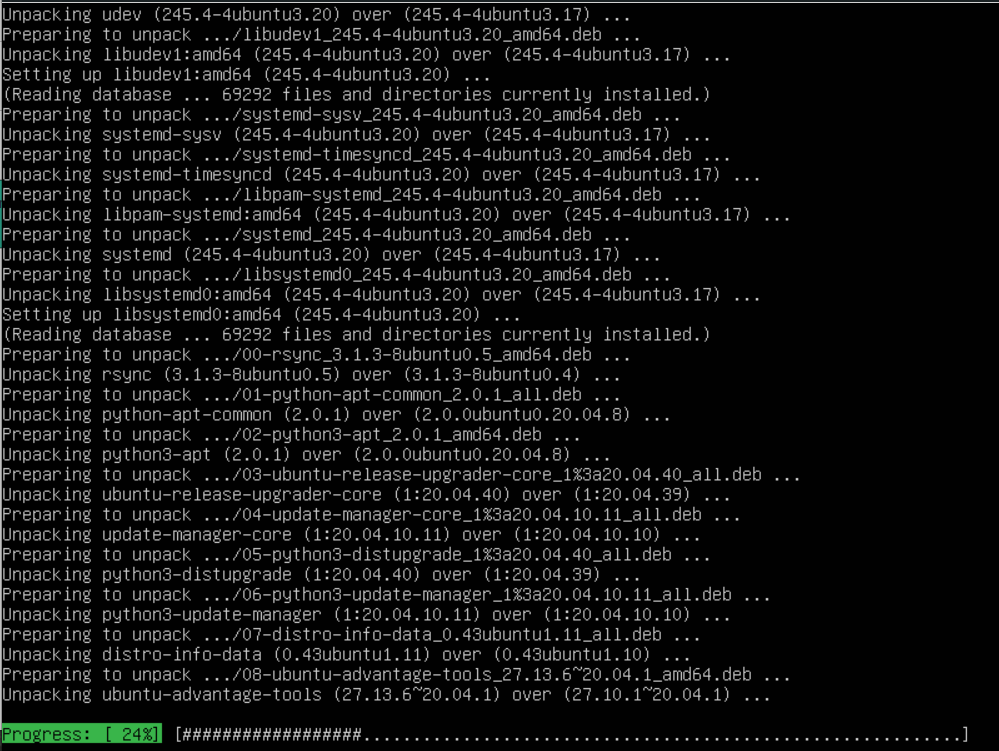 Unpacking udev (245.4-4ubuntu3.20) over (245.4-4ubuntu3.17) ...
Preparing to unpack .../libudev1_245.4-4ubuntu3.20_amd64.deb ...
Unpacking libudev1:amd64 (245.4-4ubuntu3.20) over (245.4-4ubuntu3.17) ...
Setting up libudev1:amd64 (245.4-4ubuntu3.20) ...
(Reading database ... 69292 files and directories currently installed.)
Preparing to unpack .../systemd-sysv_245.4-4ubuntu3.20_amd64.deb ...
Unpacking systemd-sysv (245.4-4ubuntu3.20) over (245.4-4ubuntu3.17) ...
Preparing to unpack .../systemd-timesyncd_245.4-4ubuntu3.20_amd64.deb ...
Unpacking systemd-timesyncd (245.4-4ubuntu3.20) over (245.4-4ubuntu3.17) ...
Preparing to unpack .../libpam-systemd_245.4-4ubuntu3.20_amd64.deb ...
Unpacking libpam-systemd:amd64 (245.4-4ubuntu3.20) over (245.4-4ubuntu3.17) ...
Preparing to unpack .../systemd_245.4-4ubuntu3.20_amd64.deb ...
Unpacking systemd (245.4-4ubuntu3.20) over (245.4-4ubuntu3.17) ...
Preparing to unpack .../libsystemd0_245.4-4ubuntu3.20_amd64.deb ...
Unpacking libsystemd0:amd64 (245.4-4ubuntu3.20) over (245.4-4ubuntu3.17) ...
Setting up libsystemd0:amd64 (245.4-4ubuntu3.20) ...
(Reading database ... 69292 files and directories currently installed.)
Preparing to unpack .../00-rsync_3.1.3-8ubuntu0.5_amd64.deb ...
Unpacking rsync (3.1.3-8ubuntu0.5) over (3.1.3-8ubuntu0.4) ...
Preparing to unpack .../01-python-apt-common_2.0.1_all.deb ...
Unpacking python-apt-common (2.0.1) over (2.0.0ubuntu0.20.04.8) ...
Preparing to unpack .../02-python3-apt_2.0.1_amd64.deb ...
Unpacking python3-apt (2.0.1) over (2.0.0ubuntu0.20.04.8) ...
Preparing to unpack .../03-ubuntu-release-upgrader-core_1%3a20.04.40_all.deb ...
Unpacking ubuntu-release-upgrader-core (1:20.04.40) over (1:20.04.39) ...
Preparing to unpack .../04-update-manager-core_1%3a20.04.10.11_all.deb ...
Unpacking update-manager-core (1:20.04.10.11) over (1:20.04.10.10) ...
Preparing to unpack .../05-python3-distupgrade_1%3a20.04.40_all.deb ...
Unpacking python3-distupgrade (1:20.04.40) over (1:20.04.39) ...
Preparing to unpack .../06-python3-update-manager_1%3a20.04.10.11_all.deb ...
Unpacking python3-update-manager (1:20.04.10.11) over (1:20.04.10.10) ...
Preparing to unpack .../07-distro-info-data_0.43ubuntu1.11_all.deb ...
Unpacking distro-info-data (0.43ubuntu1.11) over (0.43ubuntu1.10) ...
Preparing to unpack .../08-ubuntu-advantage-tools_27.13.6~20.04.1_amd64.deb ...
Unpacking ubuntu-advantage-tools (27.13.6~20.04.1) over (27.10.1~20.04.1) ...
Progress: [ 24%] [##################............................................................]